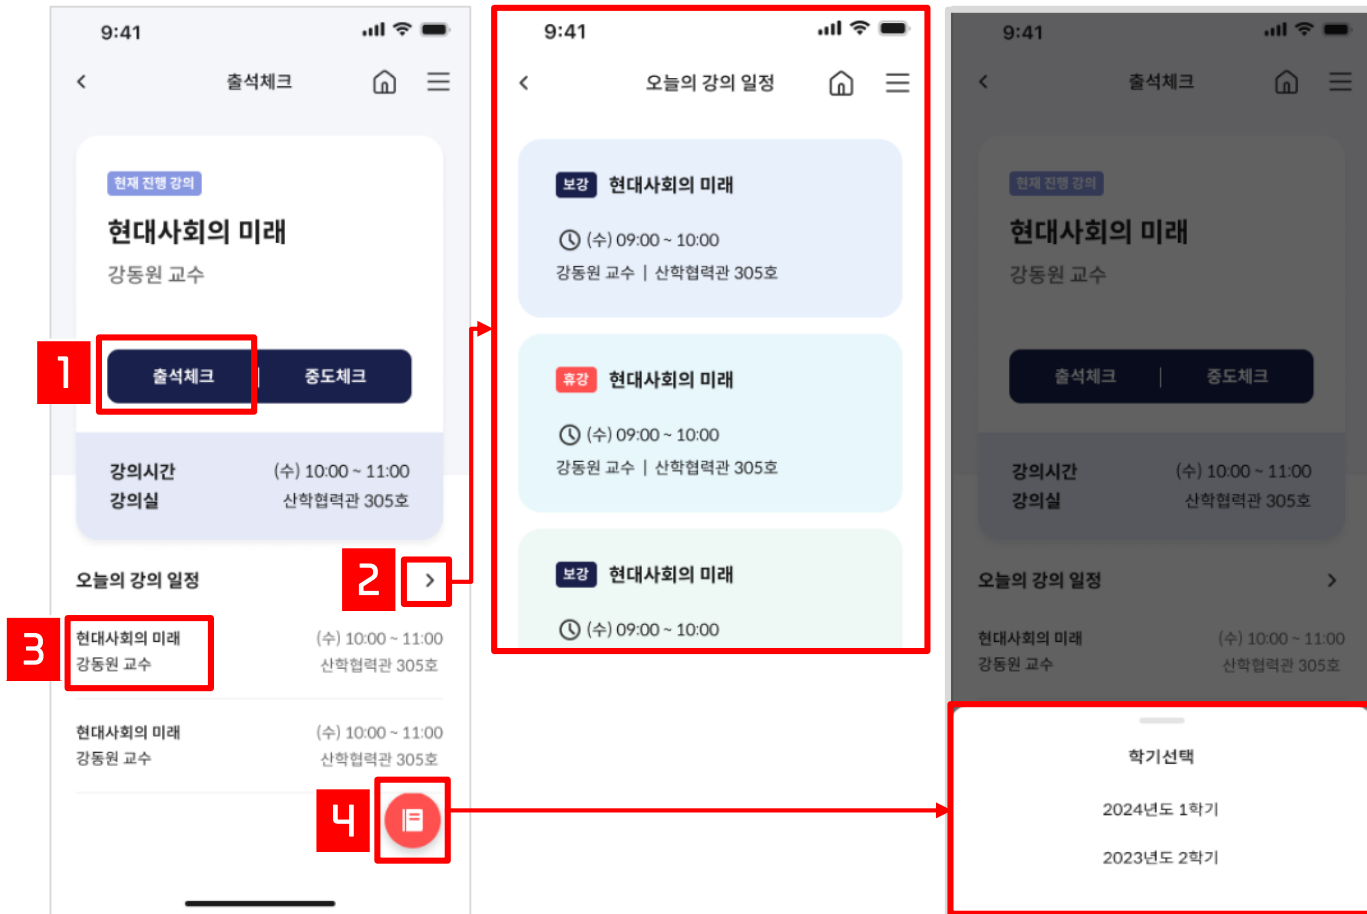 9:41
출석체크
현재 진행 강의
현대사회의 미래
강동원 교수
1
출석체크 | 중도체크
강의시간 (수) 10:00 ~ 11:00
강의실 산학협력관 305호
오늘의 강의 일정
2
3
현대사회의 미래 (수) 10:00 ~ 11:00
강동원 교수 산학협력관 305호
현대사회의 미래 (수) 10:00 ~ 11:00
강동원 교수 산학협력관 305호
4
9:41
오늘의 강의 일정
보강 현대사회의 미래
(수) 09:00 ~ 10:00
강동원 교수 | 산학협력관 305호
휴강 현대사회의 미래
(수) 09:00 ~ 10:00
강동원 교수 | 산학협력관 305호
보강 현대사회의 미래
(수) 09:00 ~ 10:00
9:41
출석체크
현재 진행 강의
현대사회의 미래
강동원 교수
출석체크 | 중도체크
강의시간 (수) 10:00 ~ 11:00
강의실 산학협력관 305호
오늘의 강의 일정
현대사회의 미래 (수) 10:00 ~ 11:00
강동원 교수 산학협력관 305호
학기선택
2024년도 1학기
2023년도 2학기